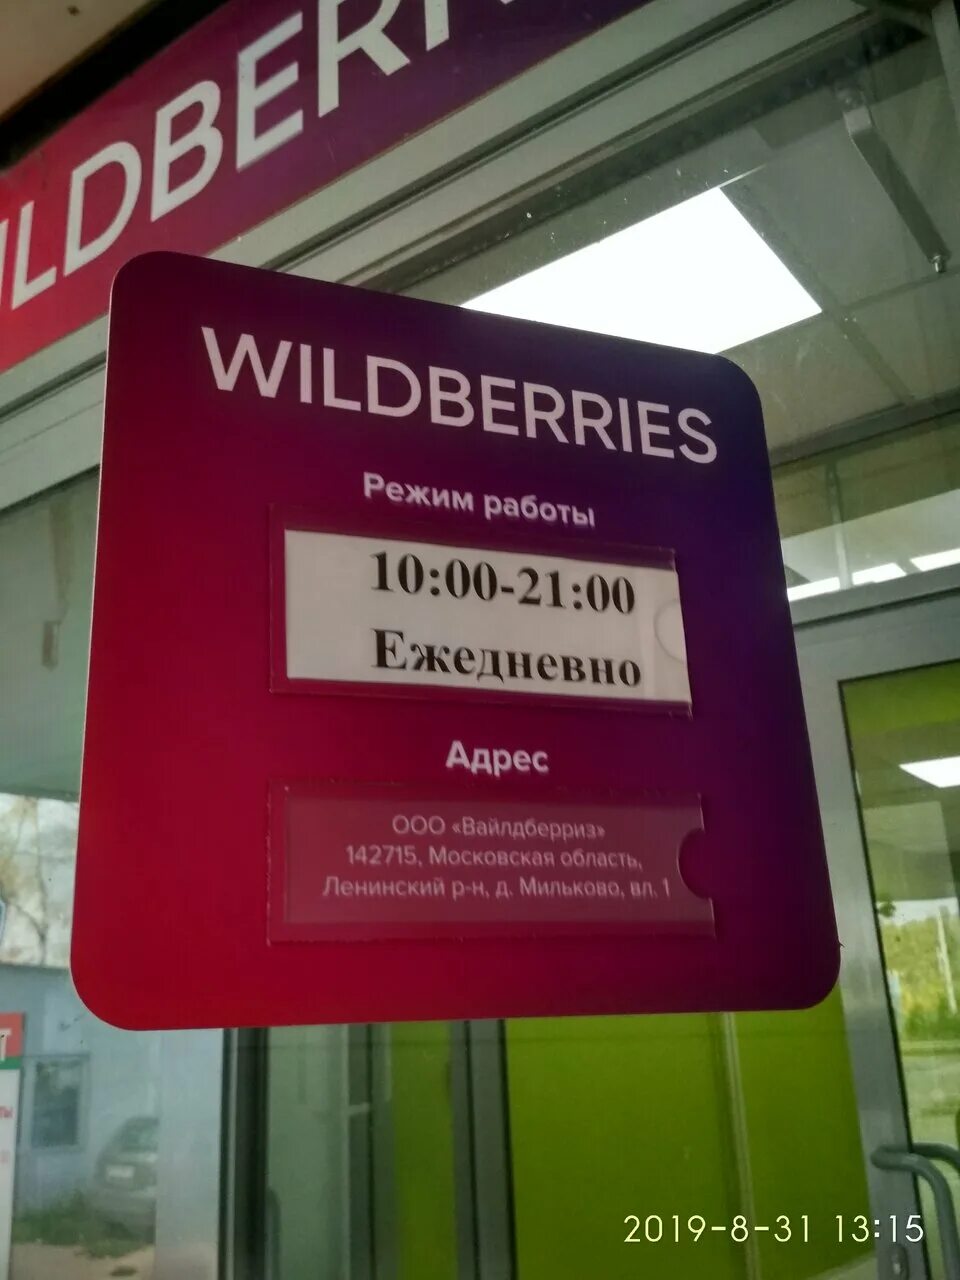 WILDBERRIES
Режим работы
10:00-21:00
Ежедневно
Адрес
ООО «Вайлдберриз»
142715, Московская область,
Ленинский р-н, д. Мильково, вл. 1
2019-8-31 13:15